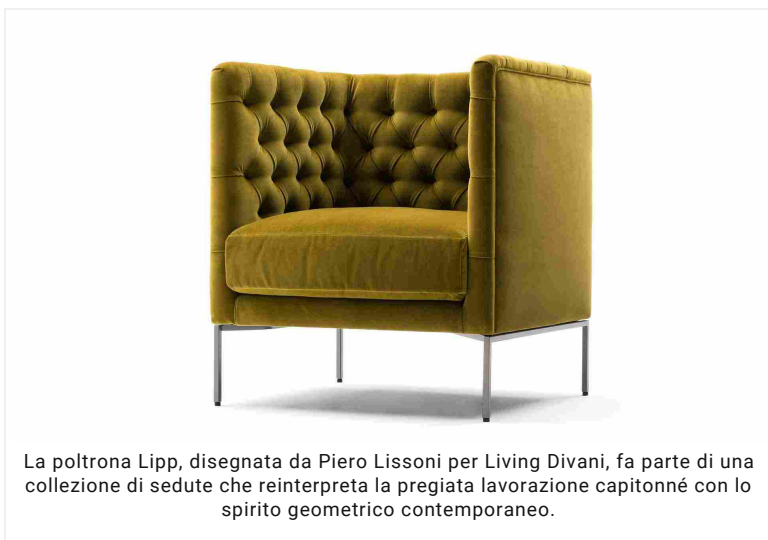 La poltrona Lipp, disegnata da Piero Lissoni per Living Divani, fa parte di una
collezione di sedute che reinterpreta la pregiata lavorazione capitonné con lo
spirito geometrico contemporaneo.